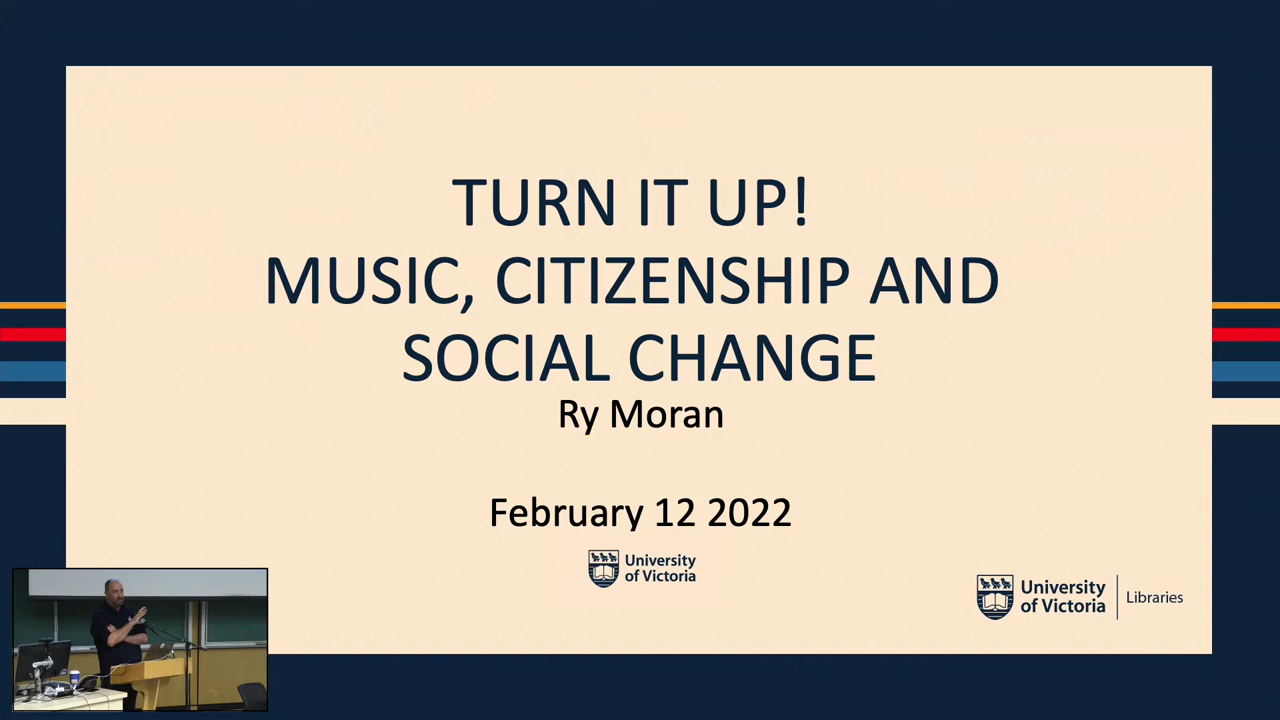 TURN IT UP!
MUSIC, CITIZENSHIP AND
SOCIAL CHANGE
Ry Moran
February 12 2022
University
of Victoria
University
of Victoria
Libraries